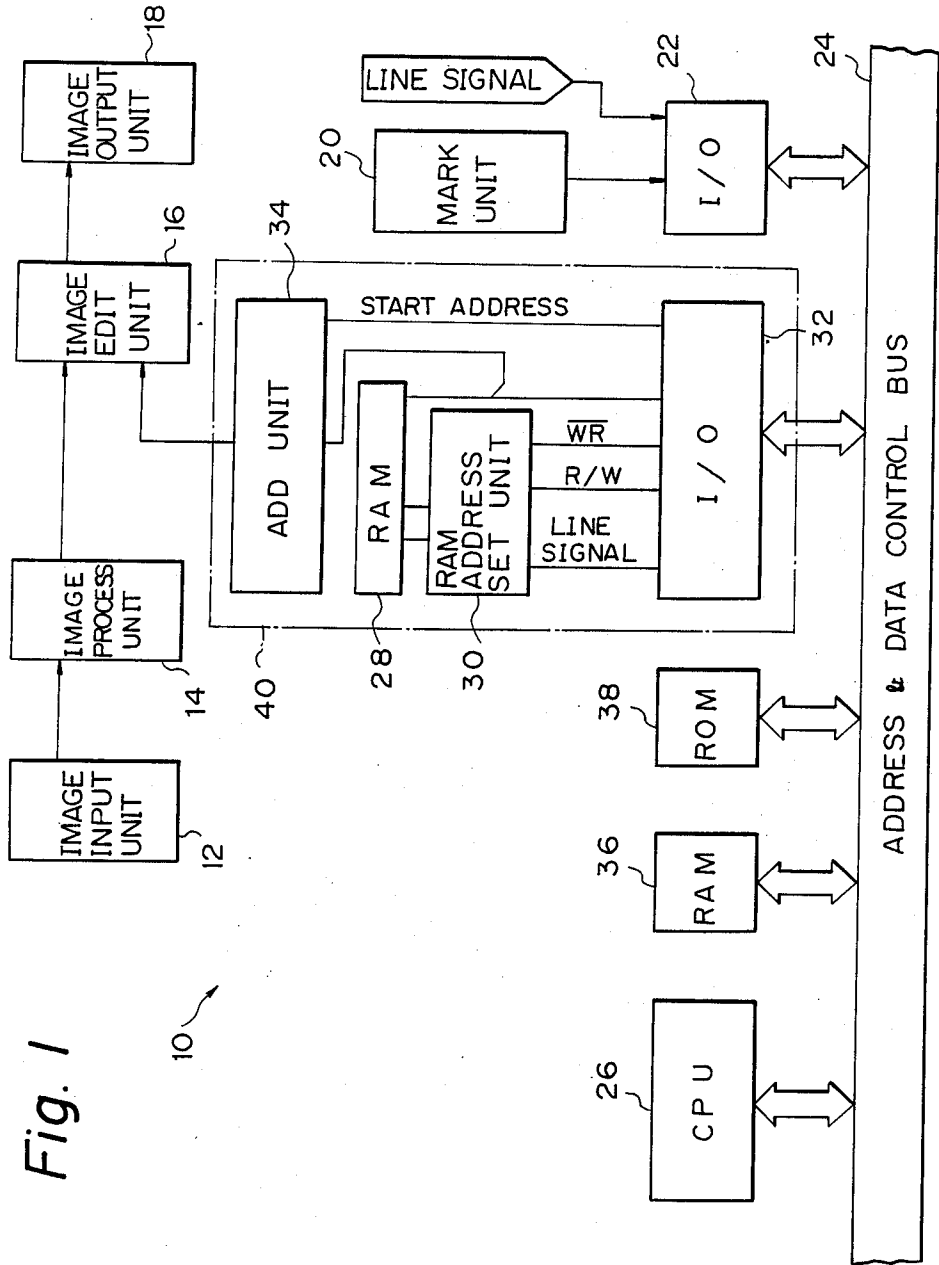 Fig. 1
10
IMAGE
INPUT
UNIT
12
IMAGE
PROCESS
UNIT
14
IMAGE
EDIT
UNIT
16
IMAGE
OUTPUT
UNIT
18
40
ADD UNIT
34
START ADDRESS
RAM
28
RAM
ADDRESS
SET UNIT
30
LINE
SIGNAL
R/W
WR
I/O
32
MARK
UNIT
20
LINE SIGNAL
I/O
22
CPU
26
RAM
36
ROM
38
ADDRESS & DATA CONTROL BUS
24